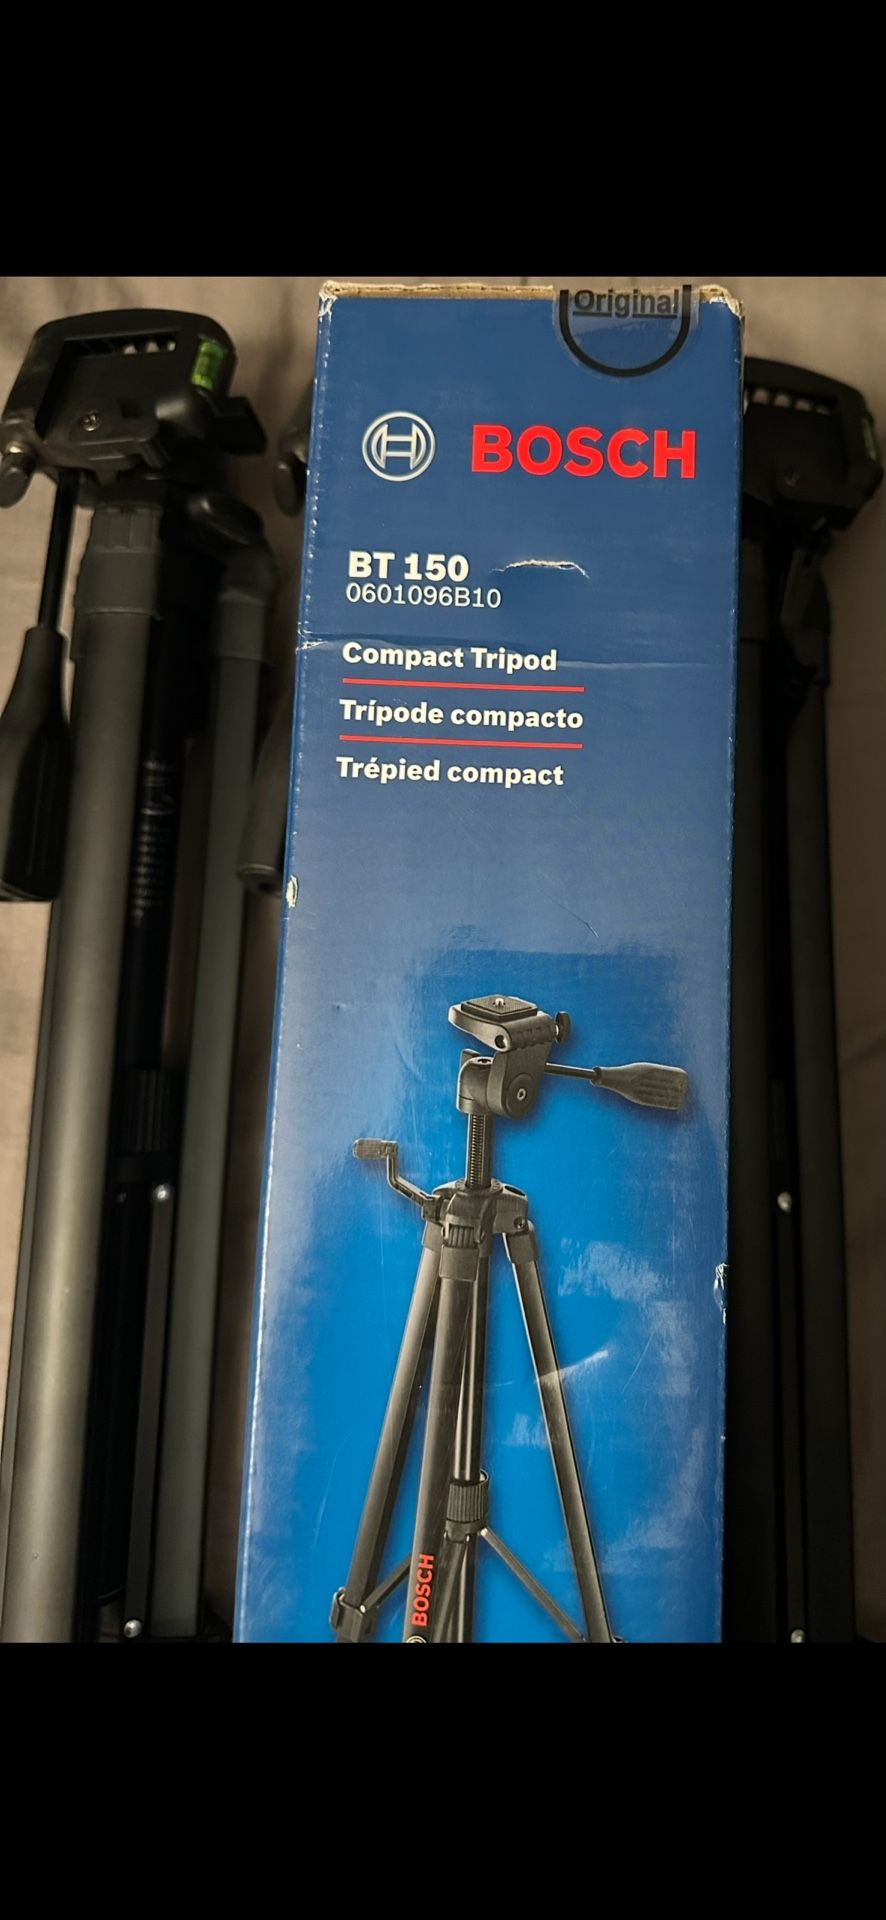 Original
BOSCH
BT 150
0601096B10
Compact Tripod
Trípode compacto
Trépied compact
BOSCH